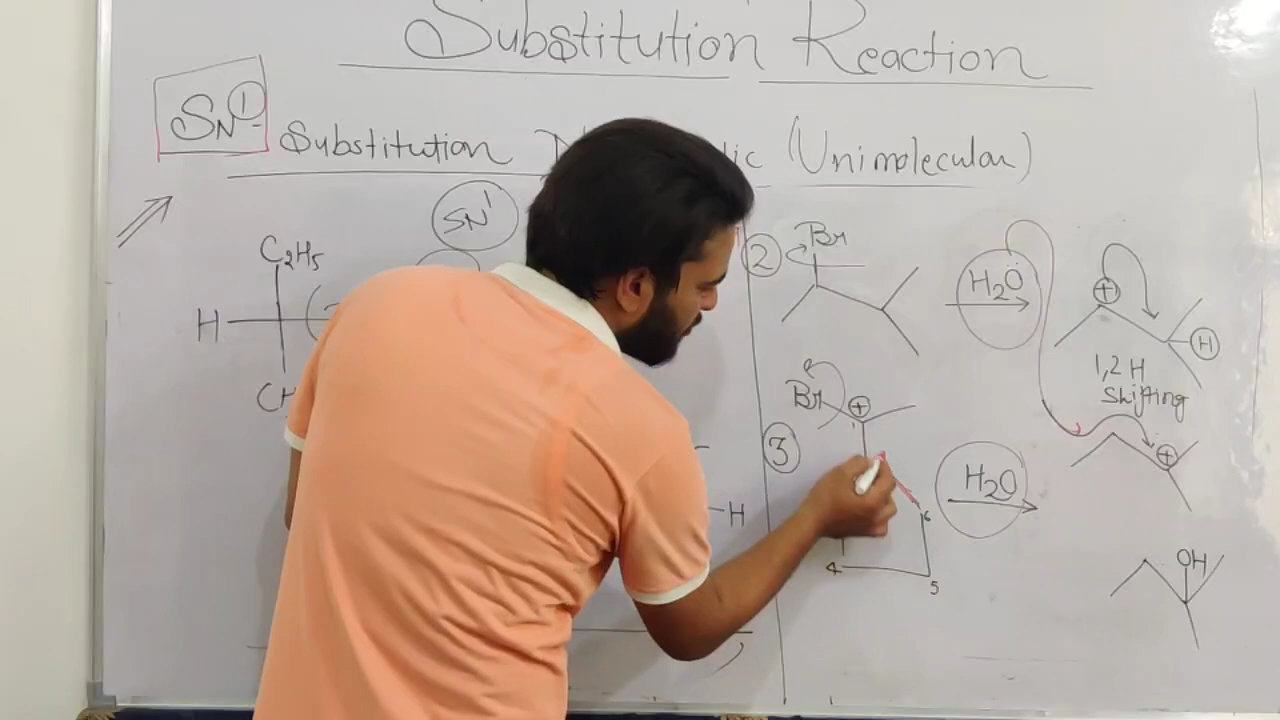 Substitution Reaction
SN1
Substitution (Unimolecular)
SN1
C2H5
H
2
Br
H2O
+
H
1,2 H
Shifting
Br
+
3
H2O
+
H
6
4
5
OH